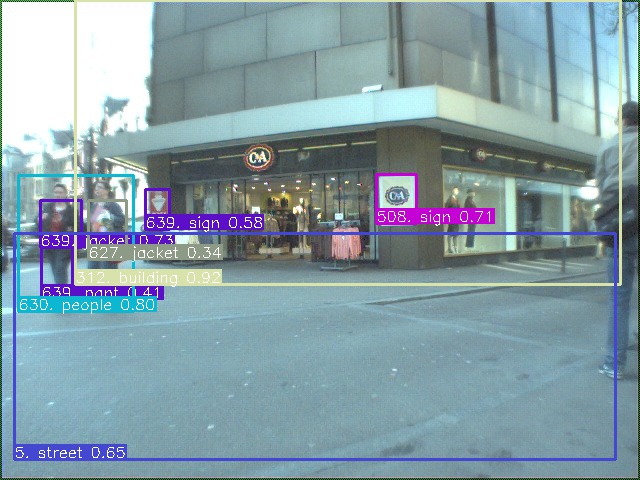 C&A
C&A
639. sign 0.58
508. sign 0.71
639. jacket 0.73
627. jacket 0.34
312. building 0.92
639. pant 0.41
630. people 0.80
5. street 0.65